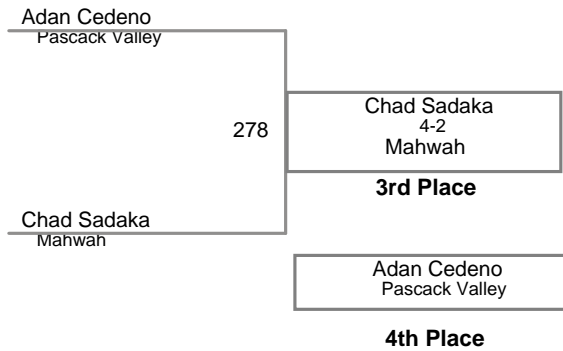 Adan Cedeno
Pascack Valley
278
Chad Sadaka
4-2
Mahwah
3rd Place
Chad Sadaka
Mahwah
Adan Cedeno
Pascack Valley
4th Place